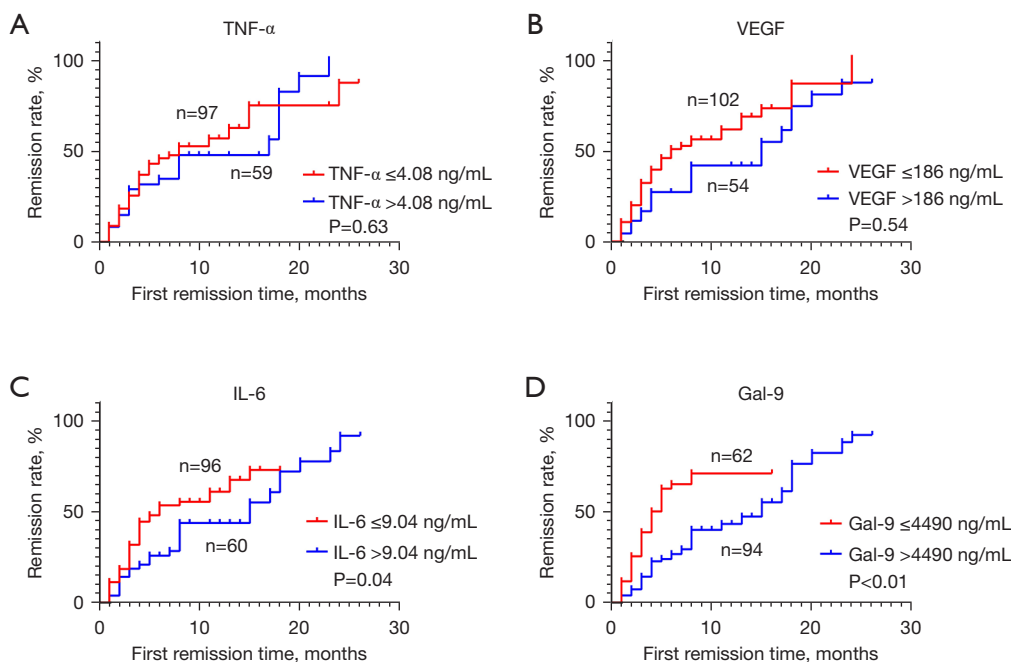 A
TNF-α
Remission rate, %
100
50
0
n=97
n=59
TNF-α ≤4.08 ng/mL
TNF-α >4.08 ng/mL
P=0.63
0 10 20 30
First remission time, months
B
VEGF
Remission rate, %
100
50
0
n=102
n=54
VEGF ≤186 ng/mL
VEGF >186 ng/mL
P=0.54
0 10 20 30
First remission time, months
C
IL-6
Remission rate, %
100
50
0
n=96
n=60
IL-6 ≤9.04 ng/mL
IL-6 >9.04 ng/mL
P=0.04
0 10 20 30
First remission time, months
D
Gal-9
Remission rate, %
100
50
0
n=62
n=94
Gal-9 ≤4490 ng/mL
Gal-9 >4490 ng/mL
P<0.01
0 10 20 30
First remission time, months